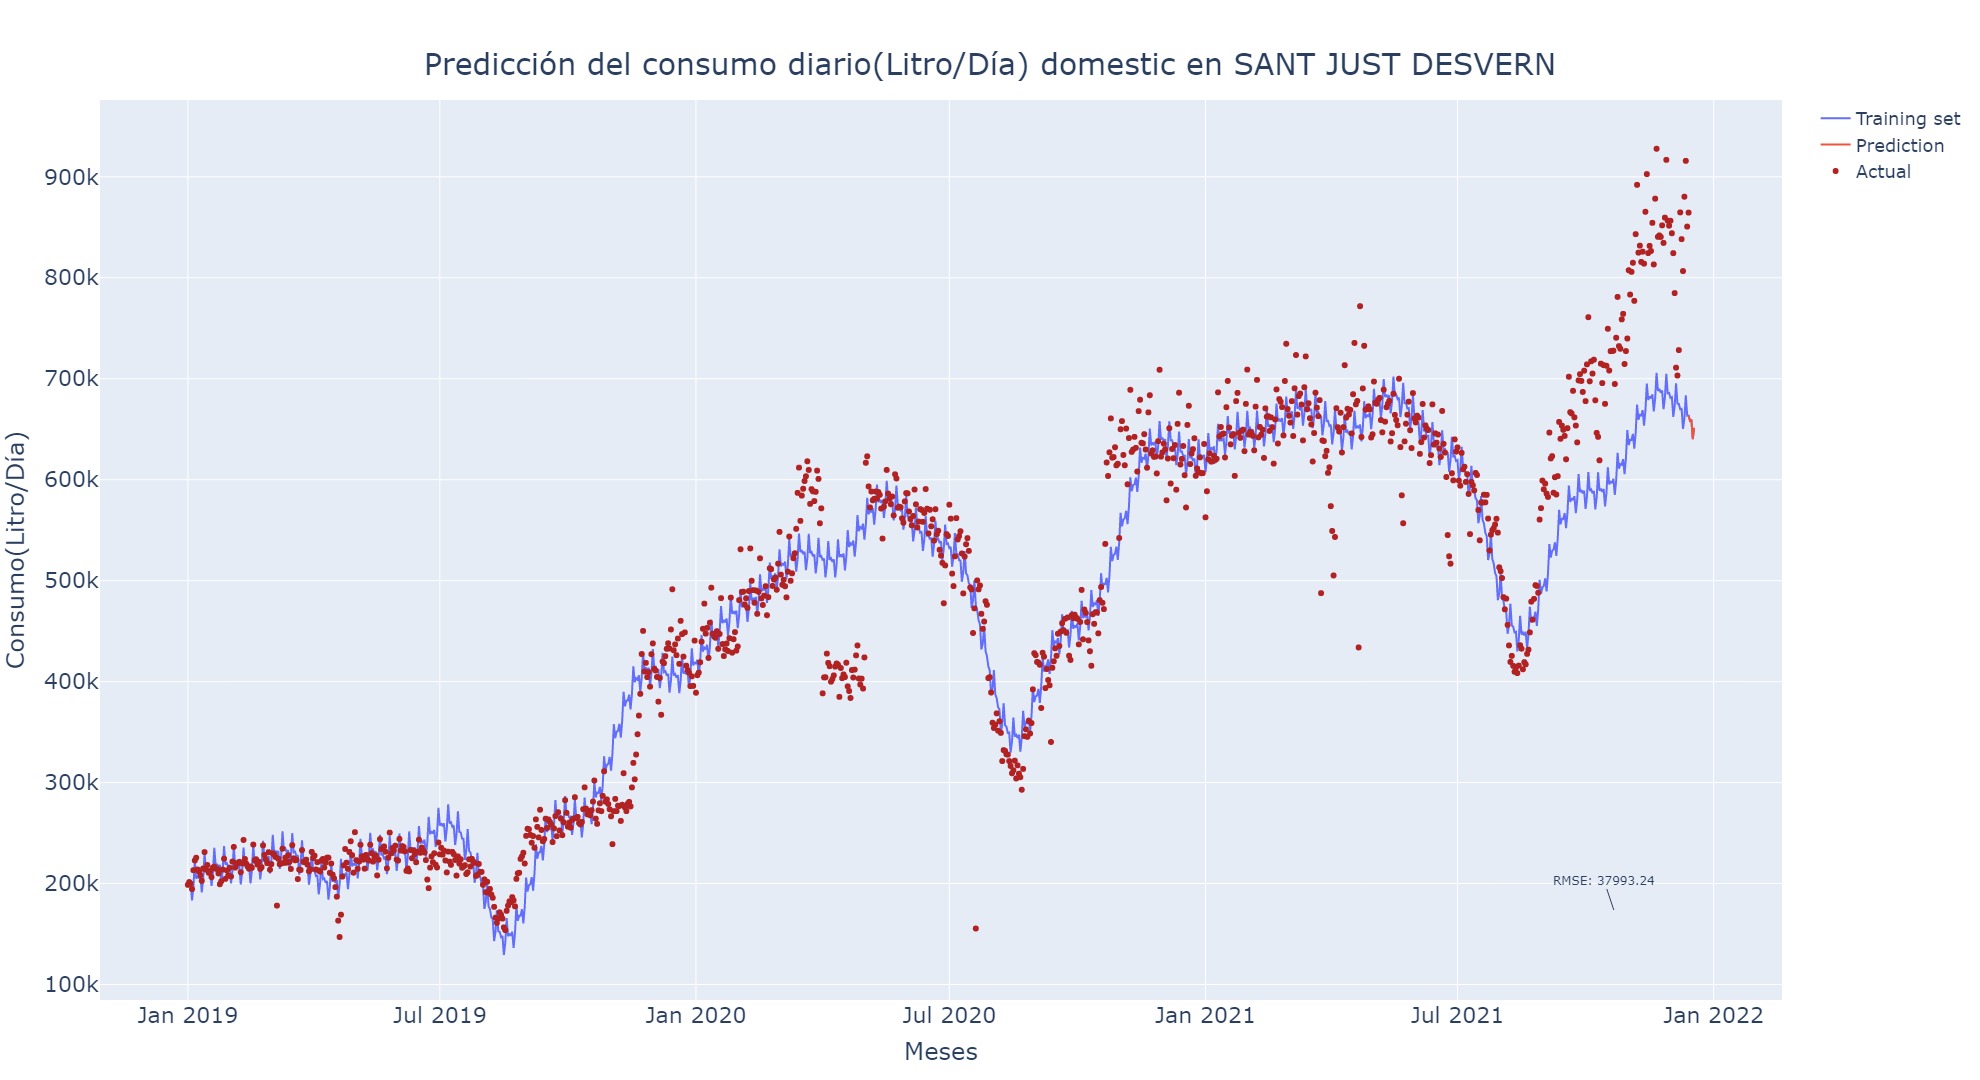 Predicción del consumo diario(Litro/Día) domestic en SANT JUST DESVERN
Training set
Prediction
Actual
Consumo(Litro/Día)
900k
800k
700k
600k
500k
400k
300k
200k
100k
RMSE: 37993.24
Jan 2019
Jul 2019
Jan 2020
Jul 2020
Jan 2021
Jul 2021
Jan 2022
Meses